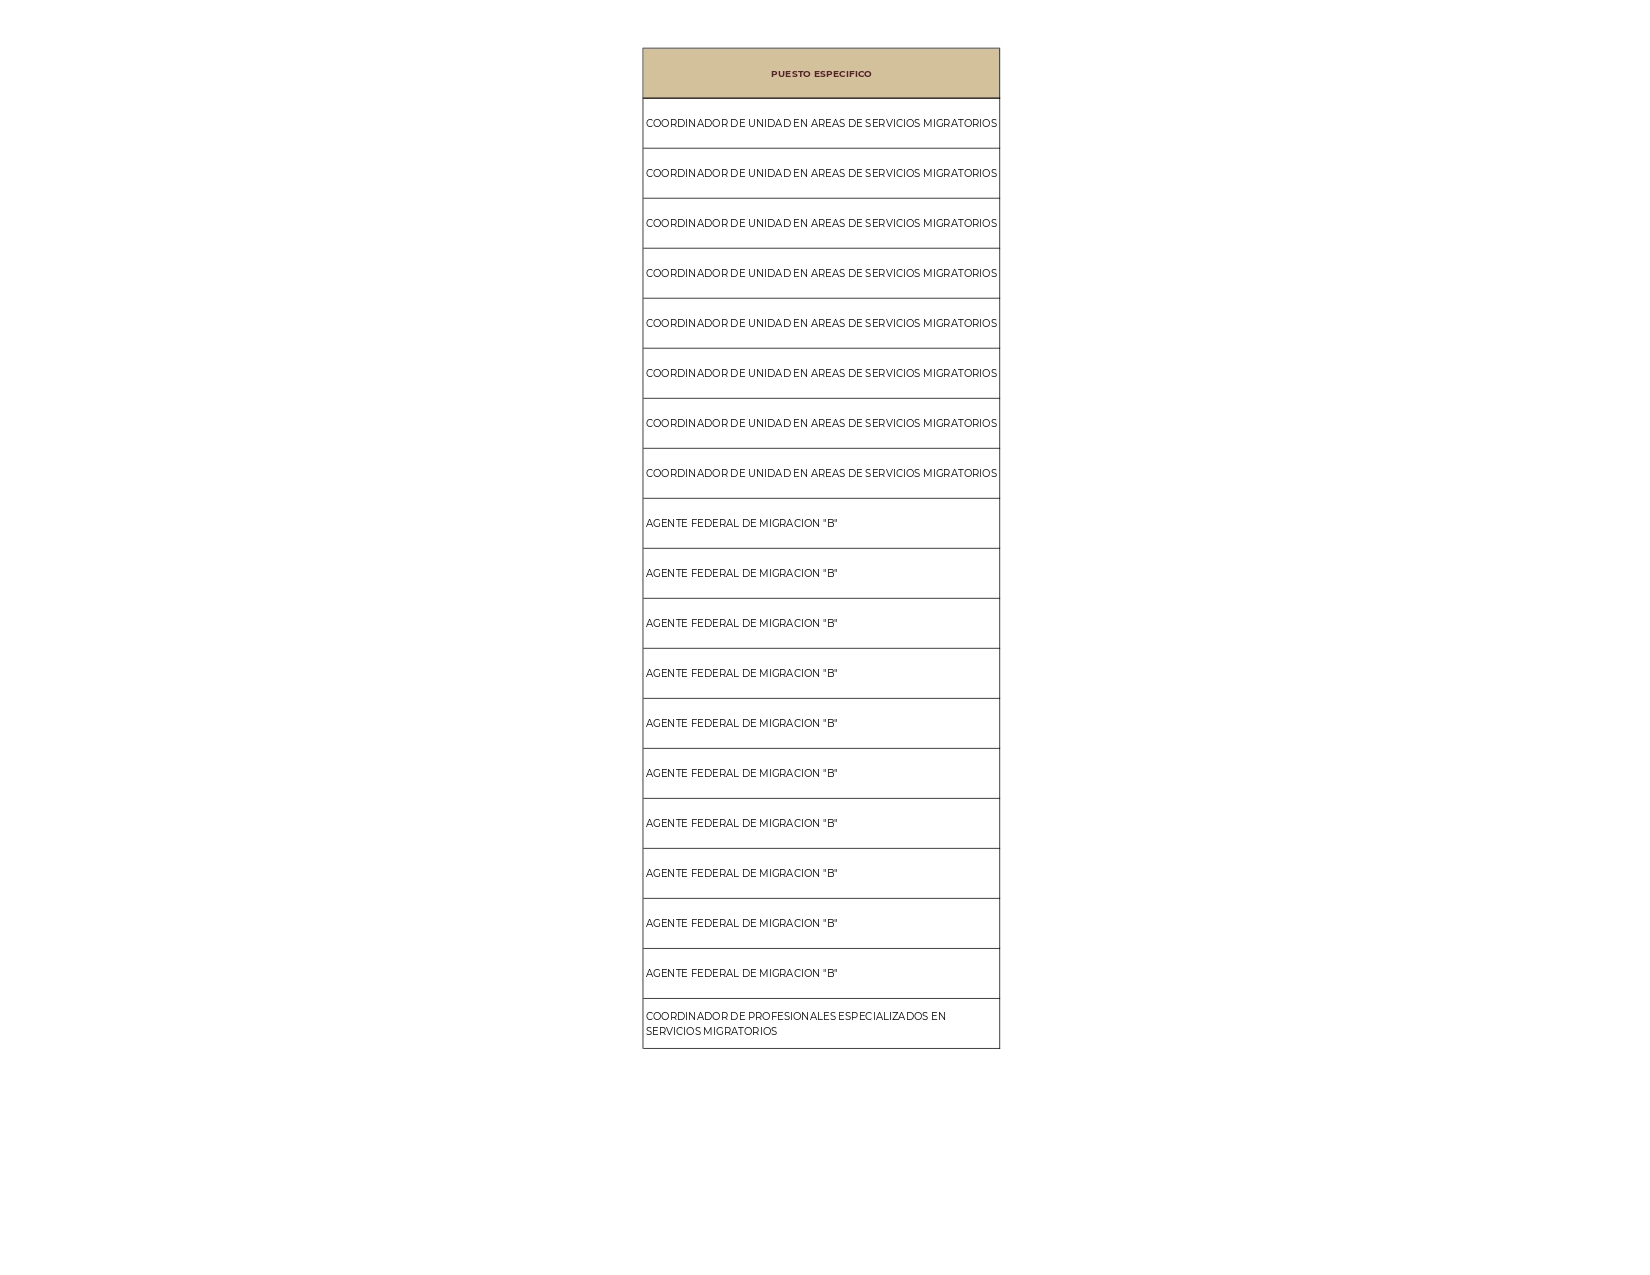 PUESTO ESPECIFICO
COORDINADOR DE UNIDAD EN AREAS DE SERVICIOS MIGRATORIOS
COORDINADOR DE UNIDAD EN AREAS DE SERVICIOS MIGRATORIOS
COORDINADOR DE UNIDAD EN AREAS DE SERVICIOS MIGRATORIOS
COORDINADOR DE UNIDAD EN AREAS DE SERVICIOS MIGRATORIOS
COORDINADOR DE UNIDAD EN AREAS DE SERVICIOS MIGRATORIOS
COORDINADOR DE UNIDAD EN AREAS DE SERVICIOS MIGRATORIOS
COORDINADOR DE UNIDAD EN AREAS DE SERVICIOS MIGRATORIOS
COORDINADOR DE UNIDAD EN AREAS DE SERVICIOS MIGRATORIOS
AGENTE FEDERAL DE MIGRACION "B"
AGENTE FEDERAL DE MIGRACION "B"
AGENTE FEDERAL DE MIGRACION "B"
AGENTE FEDERAL DE MIGRACION "B"
AGENTE FEDERAL DE MIGRACION "B"
AGENTE FEDERAL DE MIGRACION "B"
AGENTE FEDERAL DE MIGRACION "B"
AGENTE FEDERAL DE MIGRACION "B"
AGENTE FEDERAL DE MIGRACION "B"
AGENTE FEDERAL DE MIGRACION "B"
COORDINADOR DE PROFESIONALES ESPECIALIZADOS EN
SERVICIOS MIGRATORIOS